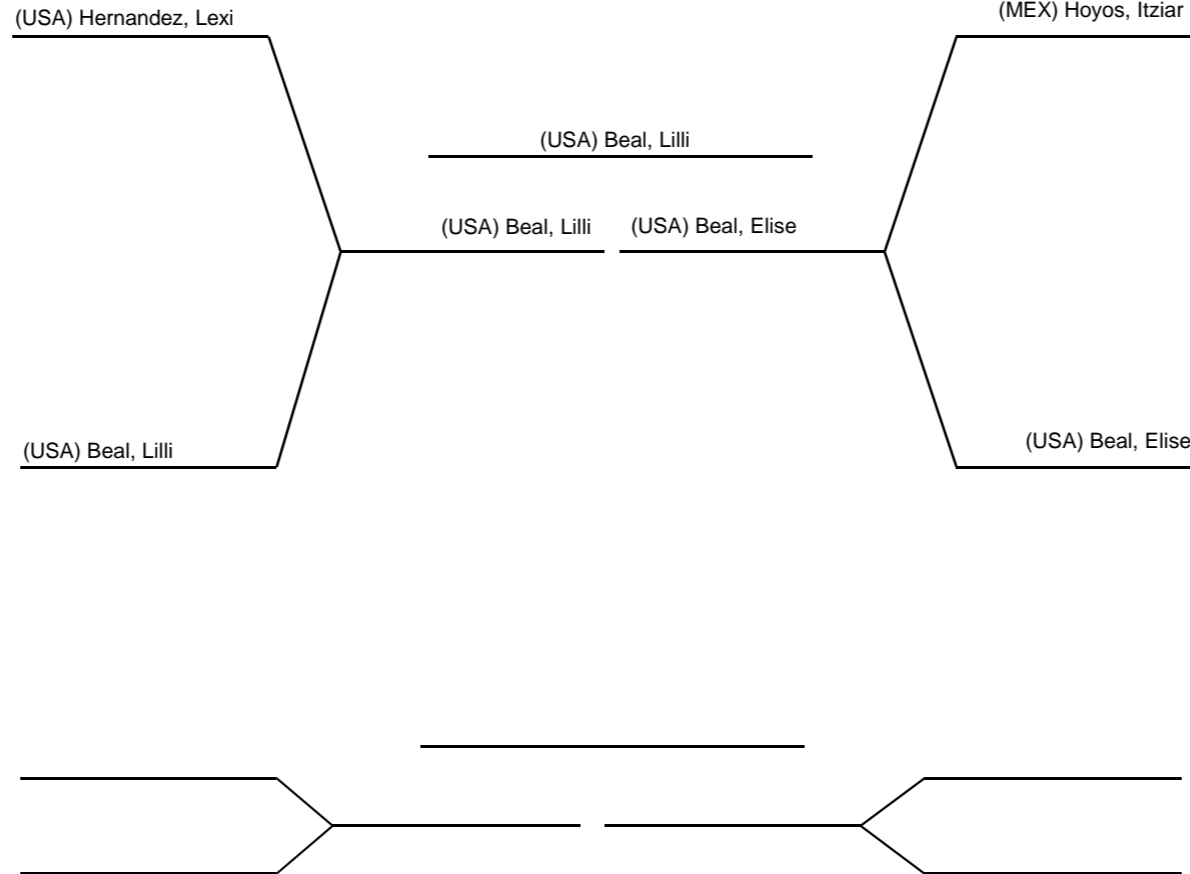 (USA) Hernandez, Lexi
(MEX) Hoyos, Itziar
(USA) Beal, Lilli
(USA) Beal, Lilli
(USA) Beal, Elise
(USA) Beal, Lilli
(USA) Beal, Elise